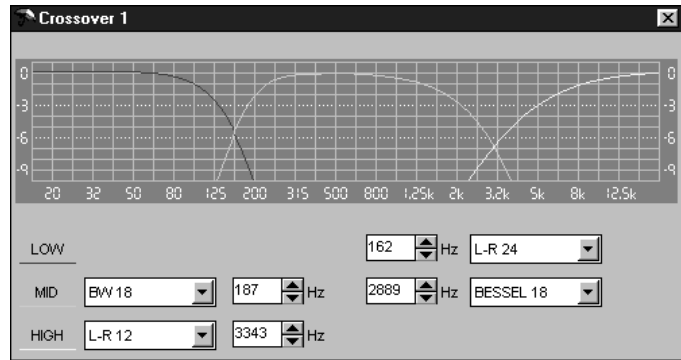 Crossover 1
0 0
-3 -3
-6 -6
-9 -9
20 32 50 80 125 200 315 500 800 1.25k 2k 3.2k 5k 8k 12.5k
LOW 162 Hz L-R 24
MID BW 18 187 Hz 2889 Hz BESSEL 18
HIGH L-R 12 3343 Hz